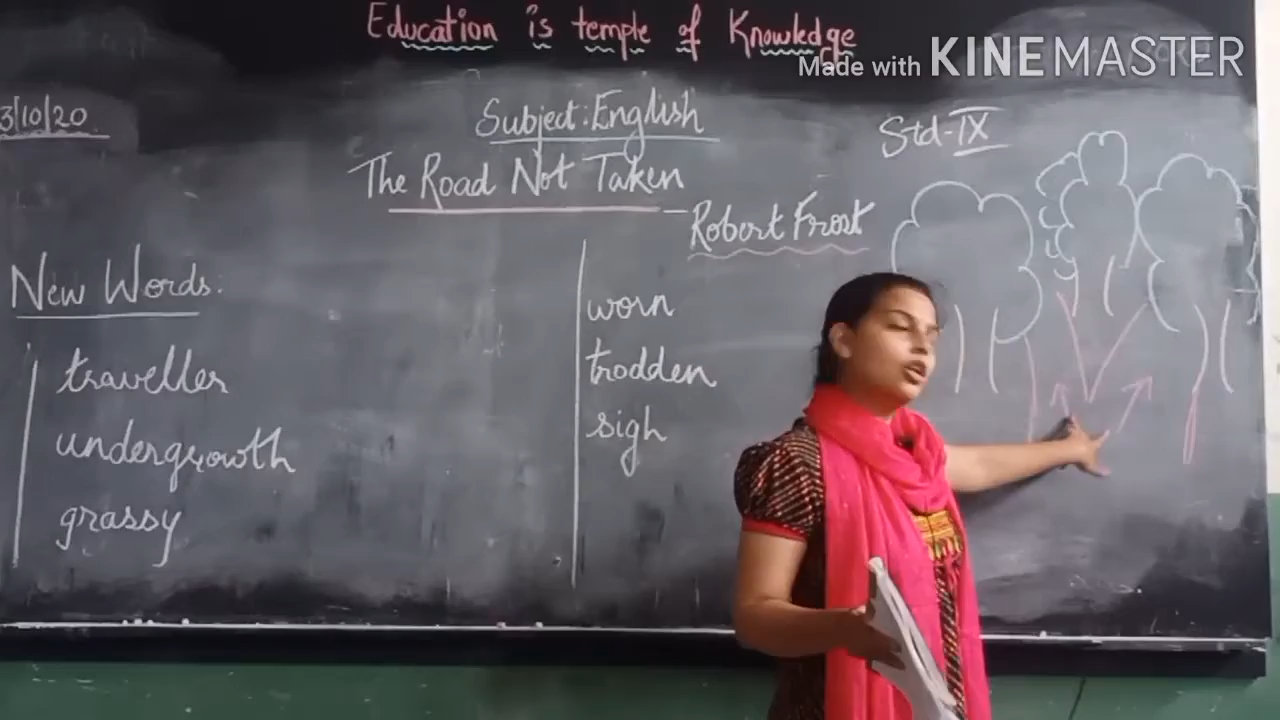 Education is temple of Knowledge
Made with KINEMASTER
3/10/20
Subject: English
Std-IX
The Road Not Taken
- Robert Frost
New Words:
traveller
undergrowth
grassy
worn
trodden
sigh